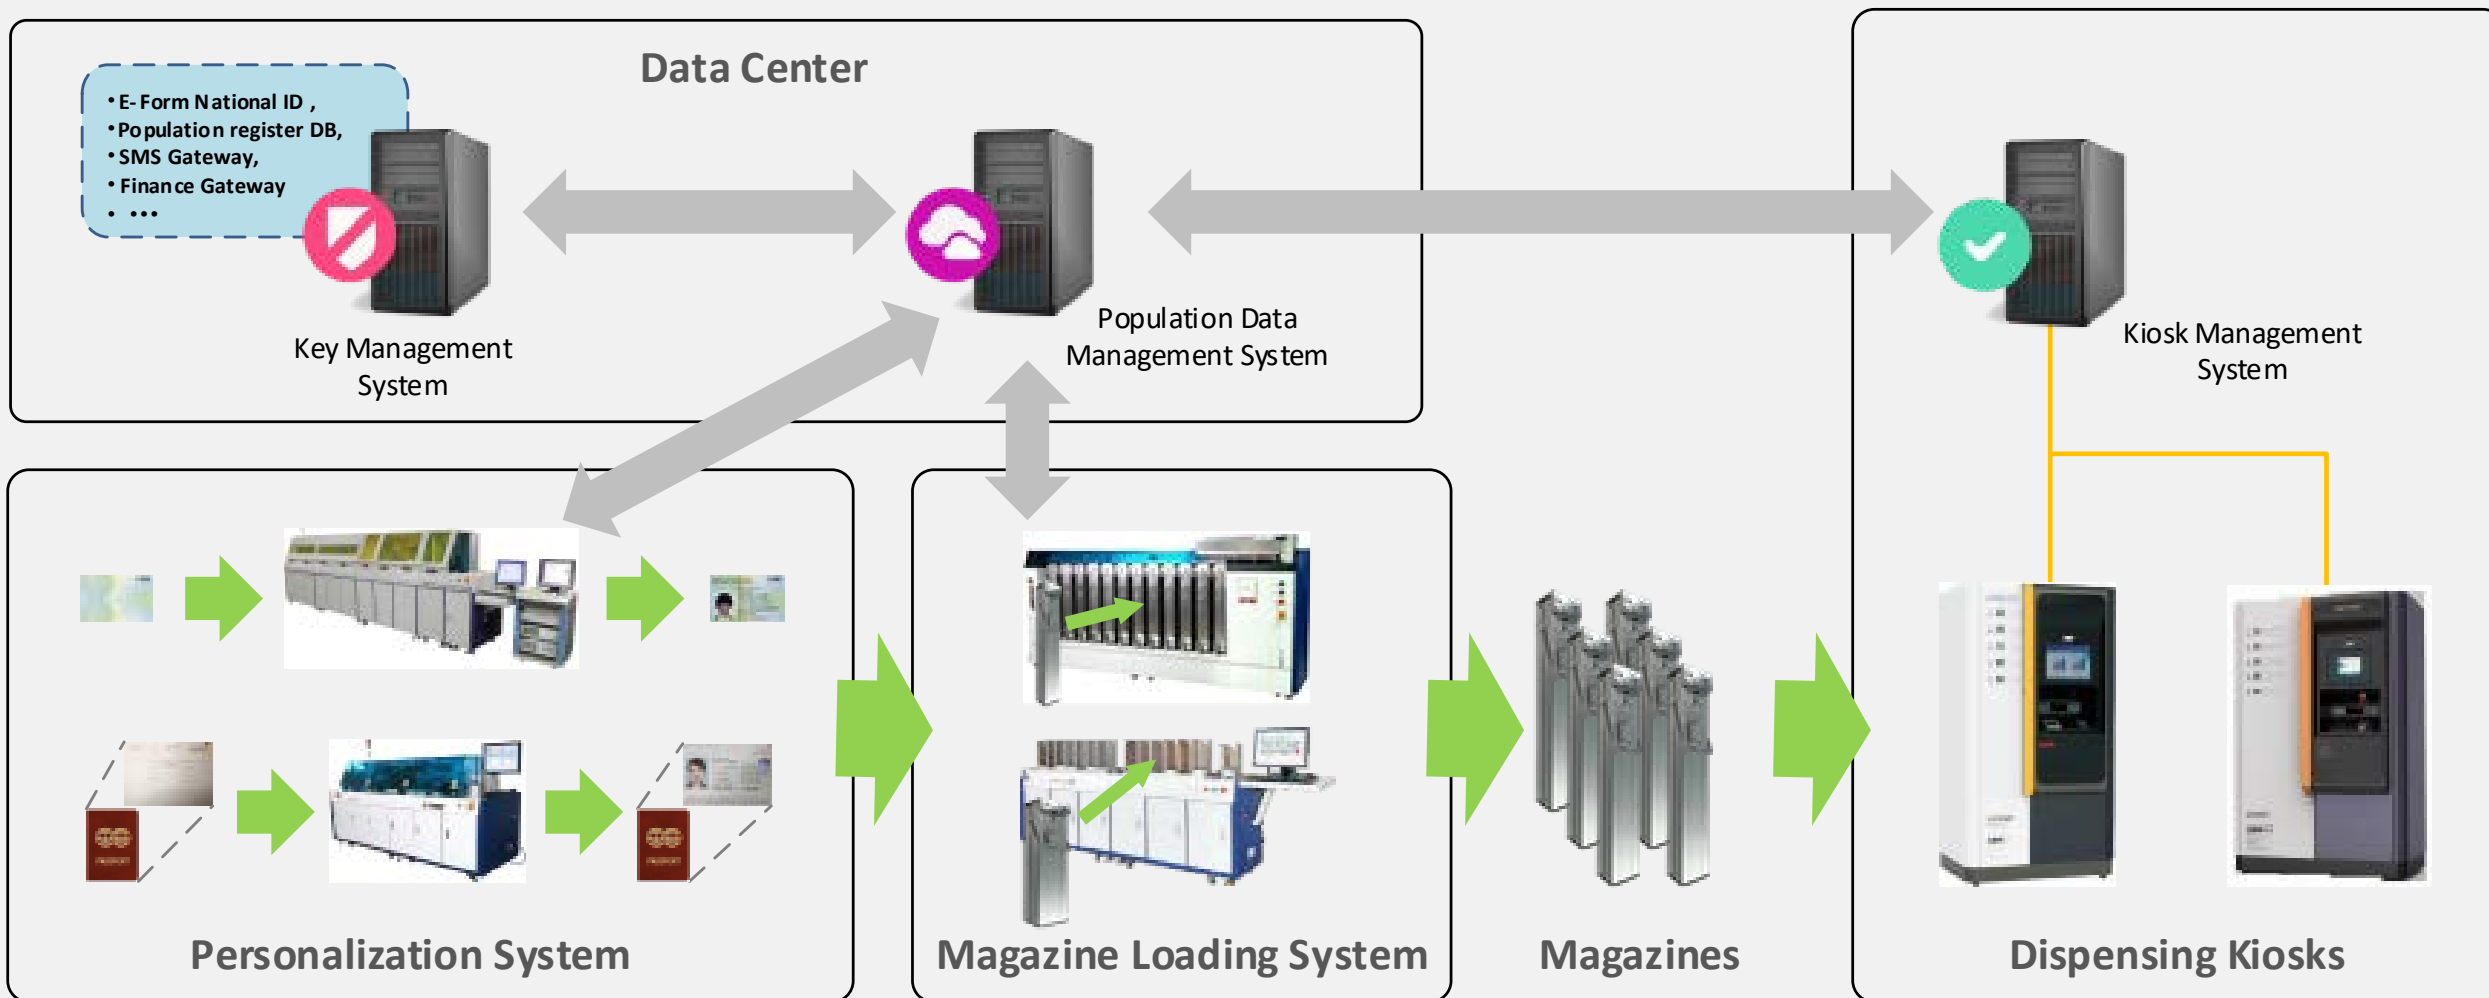 Data Center
• E-Form National ID ,
• Population register DB,
• SMS Gateway,
• Finance Gateway
• •••
Key Management
System
Population Data
Management System
Kiosk Management
System
Personalization System
Magazine Loading System
Magazines
Dispensing Kiosks